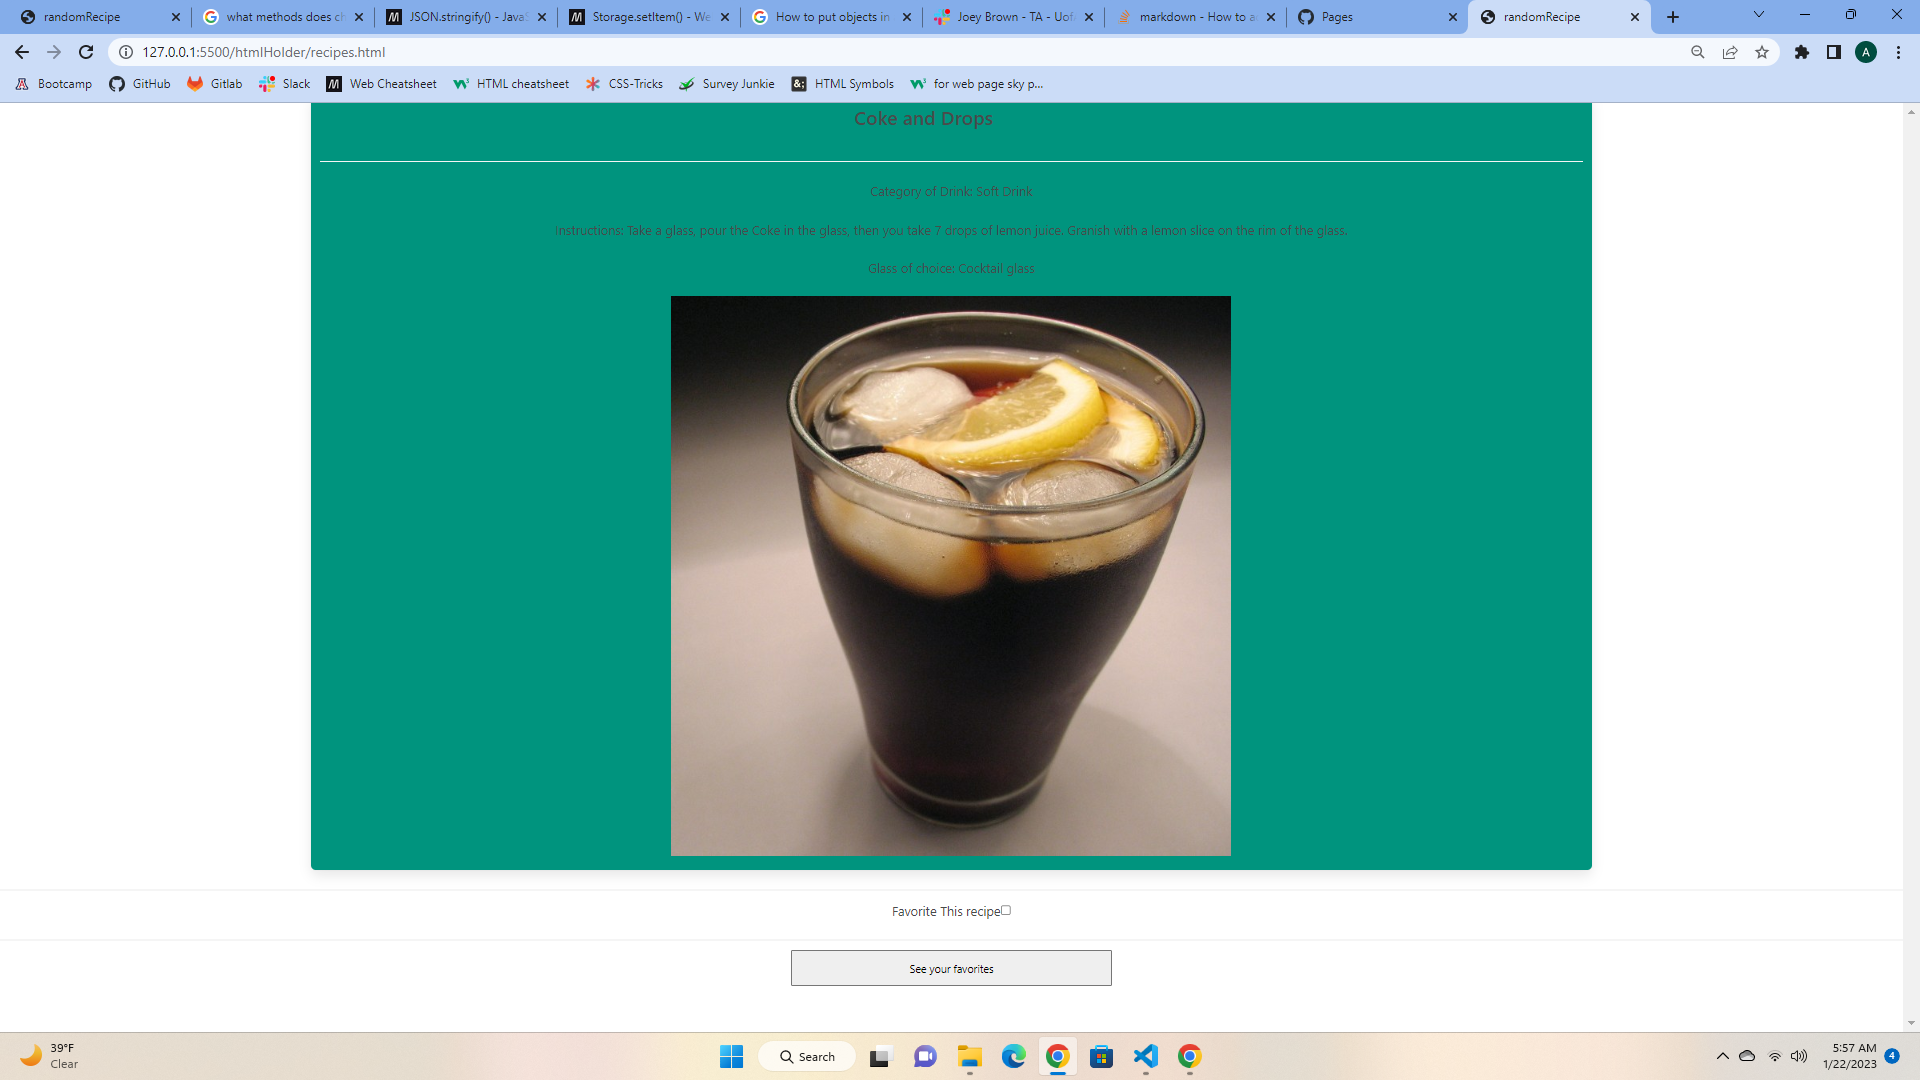 randomRecipe
what methods does ch
JSON.stringify() - JavaS
Storage.setItem() - We
How to put objects in
Joey Brown - TA - Uof
markdown - How to a
Pages
randomRecipe
127.0.0.1:5500/htmlHolder/recipes.html
A
Bootcamp
GitHub
Gitlab
Slack
Web Cheatsheet
HTML cheatsheet
CSS-Tricks
Survey Junkie
HTML Symbols
for web page sky p...
Coke and Drops
Category of Drink: Soft Drink
Instructions: Take a glass, pour the Coke in the glass, then you take 7 drops of lemon juice. Granish with a lemon slice on the rim of the glass.
Glass of choice: Cocktail glass
Favorite This recipe
See your favorites
39°F
Clear
Search
5:57 AM
1/22/2023
4